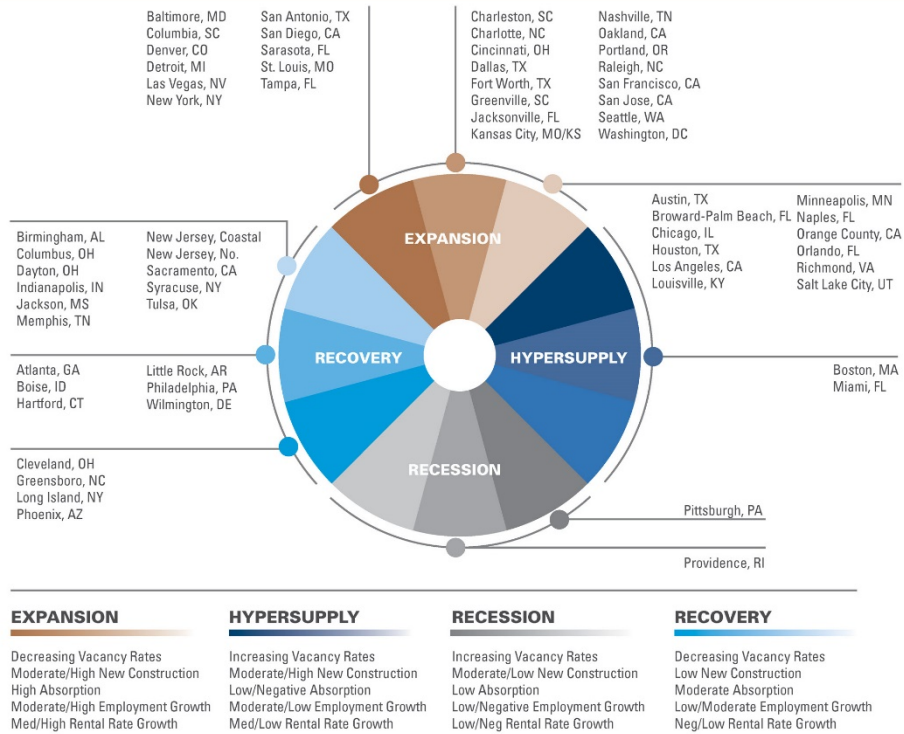 Baltimore, MD
Columbia, SC
Denver, CO
Detroit, MI
Las Vegas, NV
New York, NY
San Antonio, TX
San Diego, CA
Sarasota, FL
St. Louis, MO
Tampa, FL
Charleston, SC
Charlotte, NC
Cincinnati, OH
Dallas, TX
Fort Worth, TX
Greenville, SC
Jacksonville, FL
Kansas City, MO/KS
Nashville, TN
Oakland, CA
Portland, OR
Raleigh, NC
San Francisco, CA
San Jose, CA
Seattle, WA
Washington, DC
Austin, TX
Broward-Palm Beach, FL
Chicago, IL
Houston, TX
Los Angeles, CA
Louisville, KY
Minneapolis, MN
Naples, FL
Orange County, CA
Orlando, FL
Richmond, VA
Salt Lake City, UT
Birmingham, AL
Columbus, OH
Dayton, OH
Indianapolis, IN
Jackson, MS
Memphis, TN
New Jersey, Coastal
New Jersey, No.
Sacramento, CA
Syracuse, NY
Tulsa, OK
EXPANSION
RECOVERY
HYPERSUPPLY
RECESSION
Atlanta, GA
Boise, ID
Hartford, CT
Little Rock, AR
Philadelphia, PA
Wilmington, DE
Boston, MA
Miami, FL
Cleveland, OH
Greensboro, NC
Long Island, NY
Phoenix, AZ
Pittsburgh, PA
Providence, RI
EXPANSION
Decreasing Vacancy Rates
Moderate/High New Construction
High Absorption
Moderate/High Employment Growth
Med/High Rental Rate Growth
HYPERSUPPLY
Increasing Vacancy Rates
Moderate/High New Construction
Low/Negative Absorption
Moderate/Low Employment Growth
Med/Low Rental Rate Growth
RECESSION
Increasing Vacancy Rates
Moderate/Low New Construction
Low Absorption
Low/Negative Employment Growth
Low/Neg Rental Rate Growth
RECOVERY
Decreasing Vacancy Rates
Low New Construction
Moderate Absorption
Low/Moderate Employment Growth
Neg/Low Rental Rate Growth